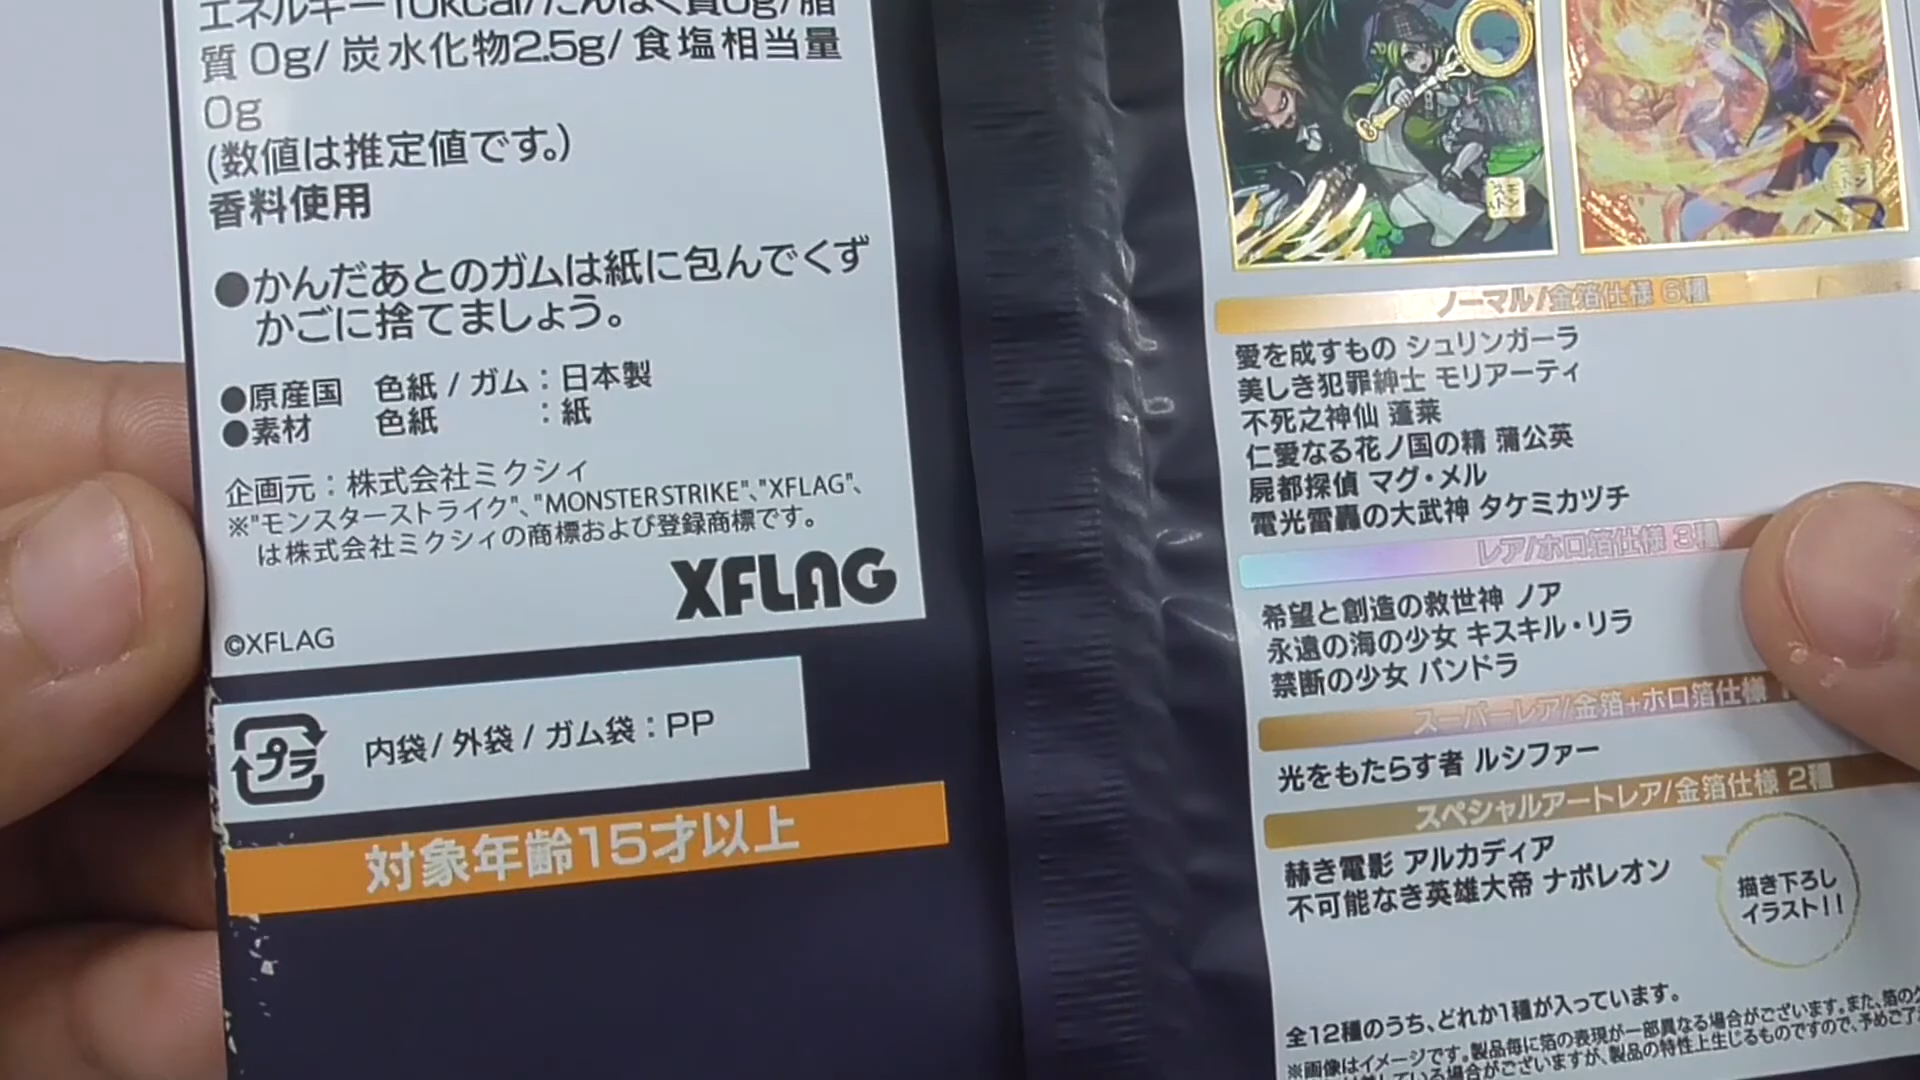 エネルギー10kcal/たんぱく質0g/脂
質 0g/ 炭水化物2.5g/ 食塩相当量
0g
(数値は推定値です。)
香料使用
●かんだあとのガムは紙に包んでくず
かごに捨てましょう。
●原産国 色紙 / ガム：日本製
●素材 色紙 ：紙
企画元：株式会社ミクシィ
※"モンスターストライク"、"MONSTER STRIKE"、"XFLAG"、
は株式会社ミクシィの商標および登録商標です。
XFLAG
©XFLAG
プラ
内袋 / 外袋 / ガム袋：PP
対象年齢15才以上
ノーマル/金箔仕様 6種
愛を成すもの シュリンガーラ
美しき犯罪紳士 モリアーティ
不死之神仙 蓬莱
仁愛なる花ノ国の精 蒲公英
屍都探偵 マグ・メル
電光雷轟の大武神 タケミカヅチ
レア/ホロ箔仕様 3種
希望と創造の救世神 ノア
永遠の海の少女 キスキル・リラ
禁断の少女 パンドラ
スーパーレア/金箔+ホロ箔仕様
光をもたらす者 ルシファー
スペシャルアートレア/金箔仕様 2種
赫き電影 アルカディア
不可能なき英雄大帝 ナポレオン
描き下ろし
イラスト!!
全12種のうち、どれか1種が入っています。
※画像はイメージです。製品毎に箔の表現が一部異なる場合がございます。また、箔の
場合がございますが、製品の特性上生じるものですので、予めご了